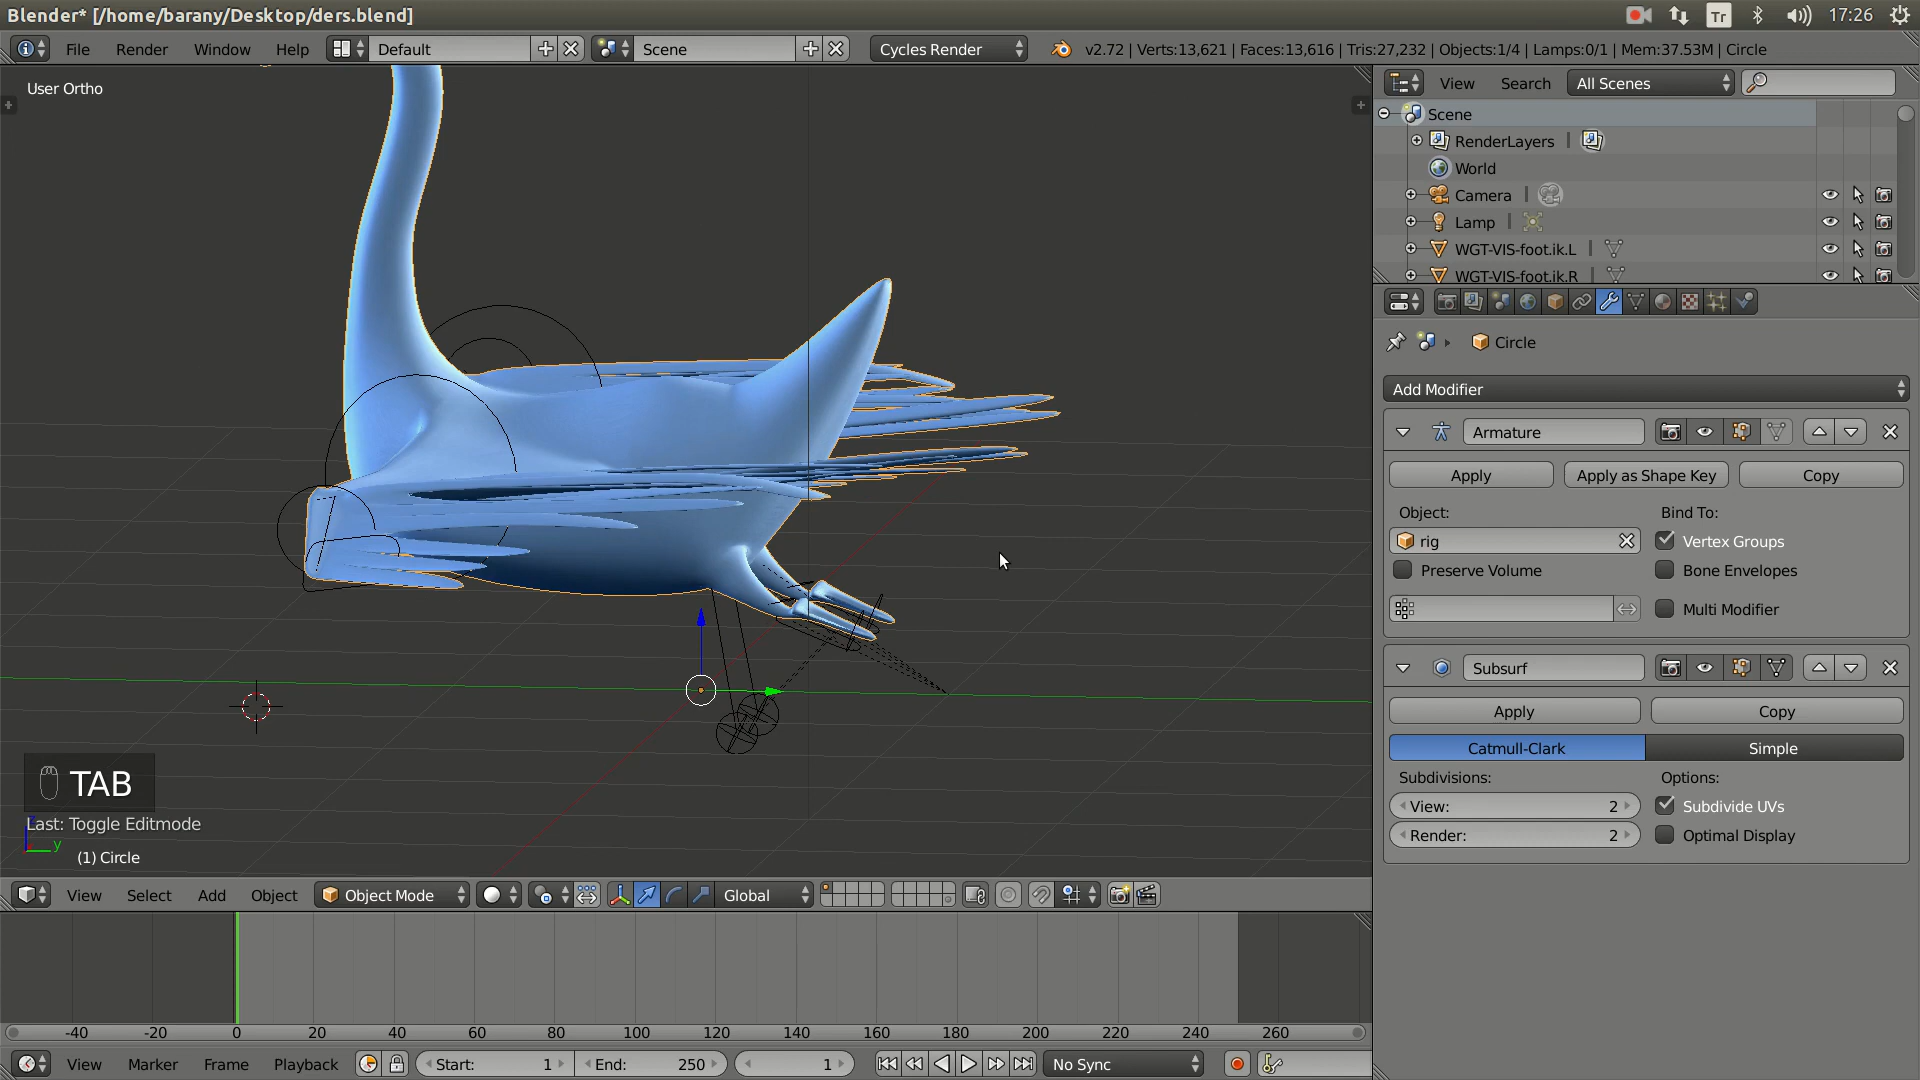 Blender* [/home/barany/Desktop/ders.blend]
Tr
17:26
File Render Window Help Default Scene Cycles Render v2.72 | Verts:13,621 | Faces:13,616 | Tris:27,232 | Objects:1/4 | Lamps:0/1 | Mem:37.53M | Circle
User Ortho
View Search All Scenes
Scene
RenderLayers
World
Camera
Lamp
WGT-VIS-foot.ik.L
WGT-VIS-foot.ik.R
Circle
Add Modifier
Armature
Apply Apply as Shape Key Copy
Object: Bind To:
rig Vertex Groups
Preserve Volume Bone Envelopes
Multi Modifier
Subsurf
Apply Copy
Catmull-Clark Simple
Subdivisions: Options:
View: 2 Subdivide UVs
Render: 2 Optimal Display
TAB
Last: Toggle Editmode
y
(1) Circle
View Select Add Object Object Mode Global
-40 -20 0 20 40 60 80 100 120 140 160 180 200 220 240 260
View Marker Frame Playback Start: 1 End: 250 1 No Sync